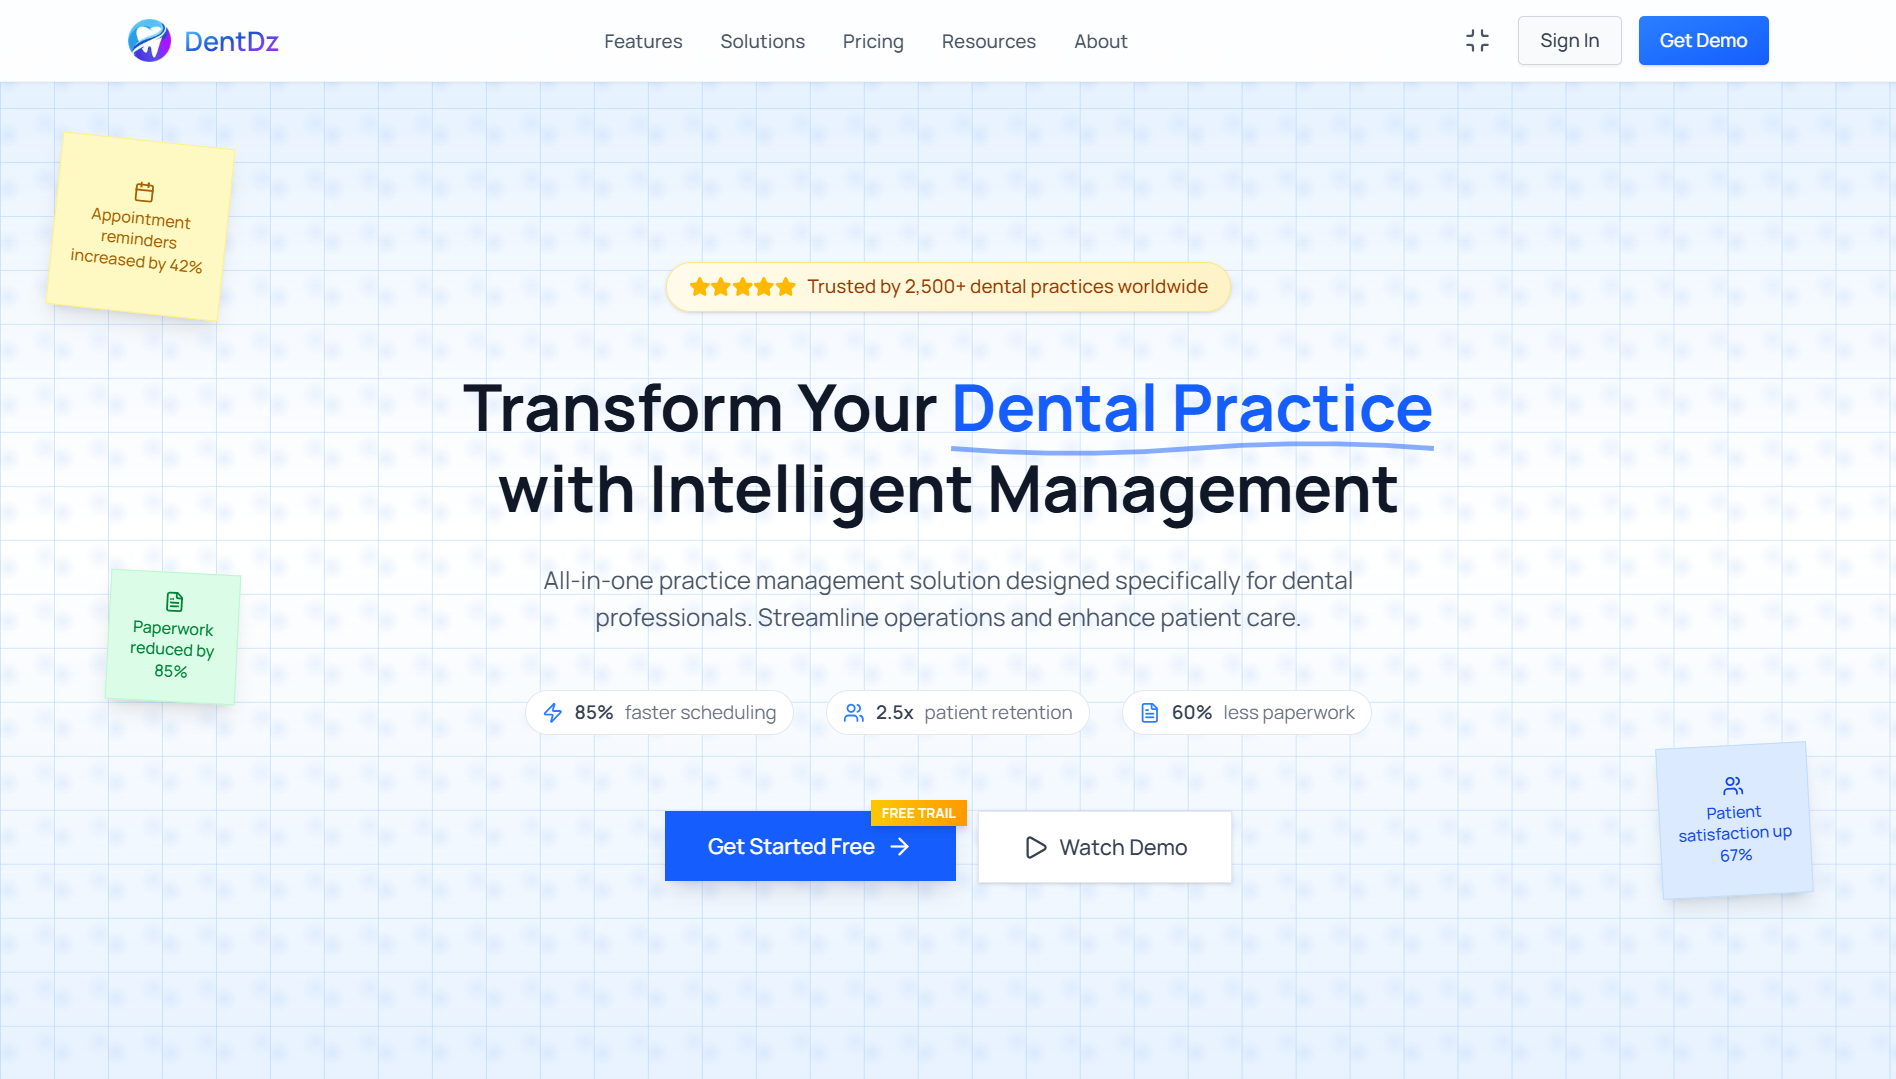 DentDz
Features
Solutions
Pricing
Resources
About
Sign In
Get Demo
Appointment
reminders
increased by 42%
Trusted by 2,500+ dental practices worldwide
Transform Your Dental Practice
with Intelligent Management
All-in-one practice management solution designed specifically for dental
professionals. Streamline operations and enhance patient care.
Paperwork
reduced by
85%
85% faster scheduling
2.5x patient retention
60% less paperwork
FREE TRAIL
Get Started Free
Watch Demo
Patient
satisfaction up
67%